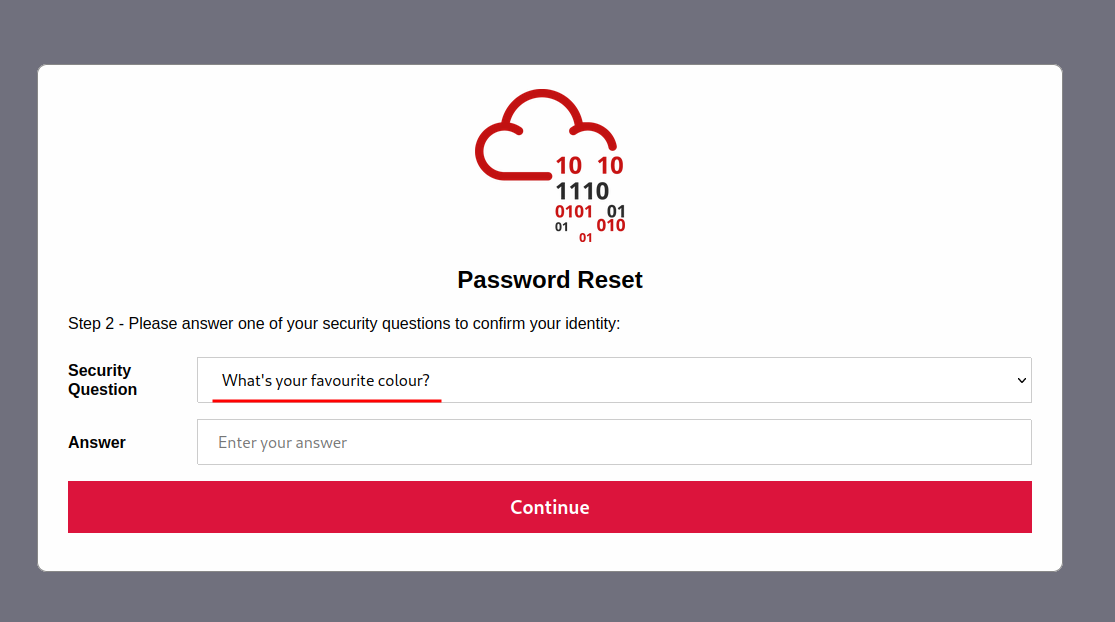 10 10
1110
0101 01
01 010
01
Password Reset
Step 2 - Please answer one of your security questions to confirm your identity:
Security
Question
What's your favourite colour?
Answer
Enter your answer
Continue